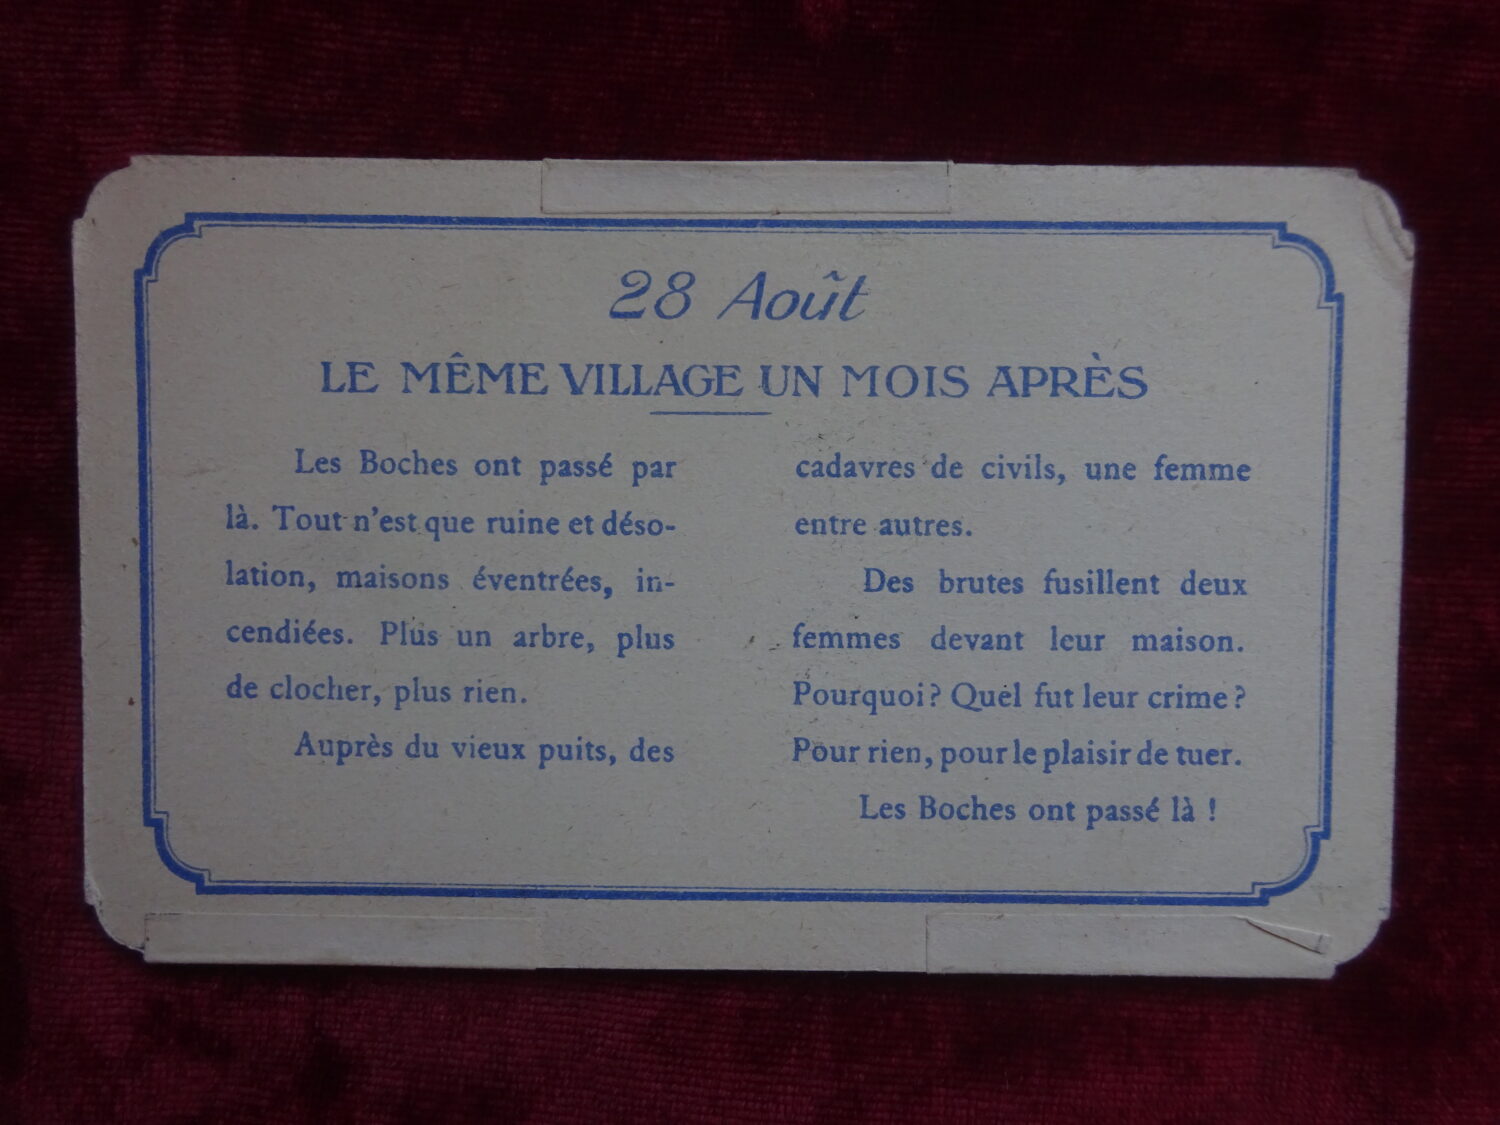 28 Août
LE MÊME VILLAGE UN MOIS APRÈS
Les Boches ont passé par
là. Tout n'est que ruine et déso-
lation, maisons éventrées, in-
cendiées. Plus un arbre, plus
de clocher, plus rien.
Auprès du vieux puits, des
cadavres de civils, une femme
entre autres.
Des brutes fusillent deux
femmes devant leur maison.
Pourquoi? Quel fut leur crime?
Pour rien, pour le plaisir de tuer.
Les Boches ont passé là !